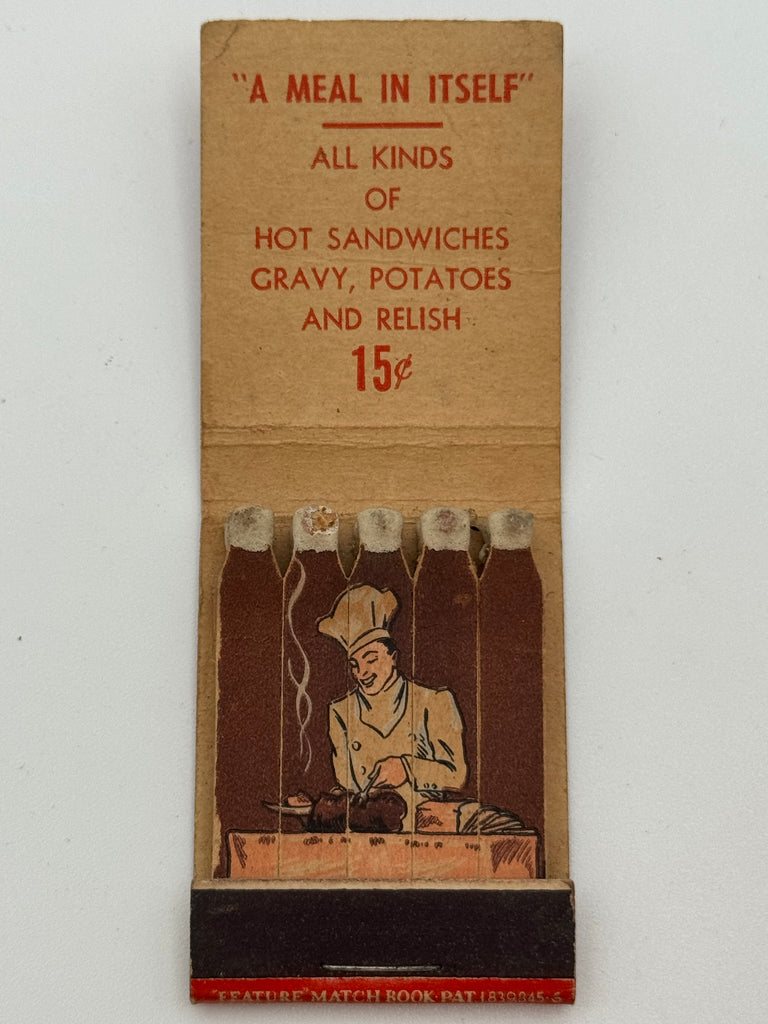 "A MEAL IN ITSELF"
ALL KINDS
OF
HOT SANDWICHES
GRAVY, POTATOES
AND RELISH
15¢
"FEATURE" MATCH BOOK-PAT 1839845-6